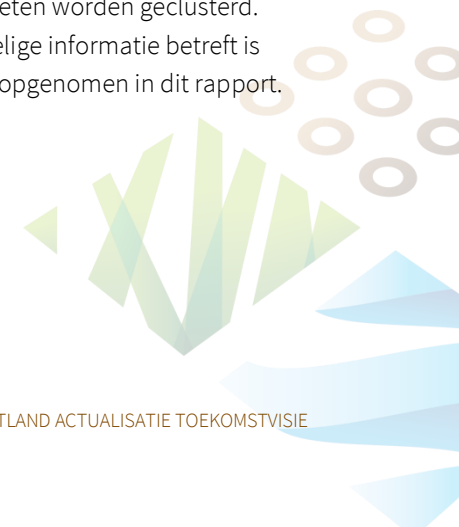 eten worden geclusterd.
elige informatie betreft is
opgenomen in dit rapport.
TLAND ACTUALISATIE TOEKOMSTVISIE